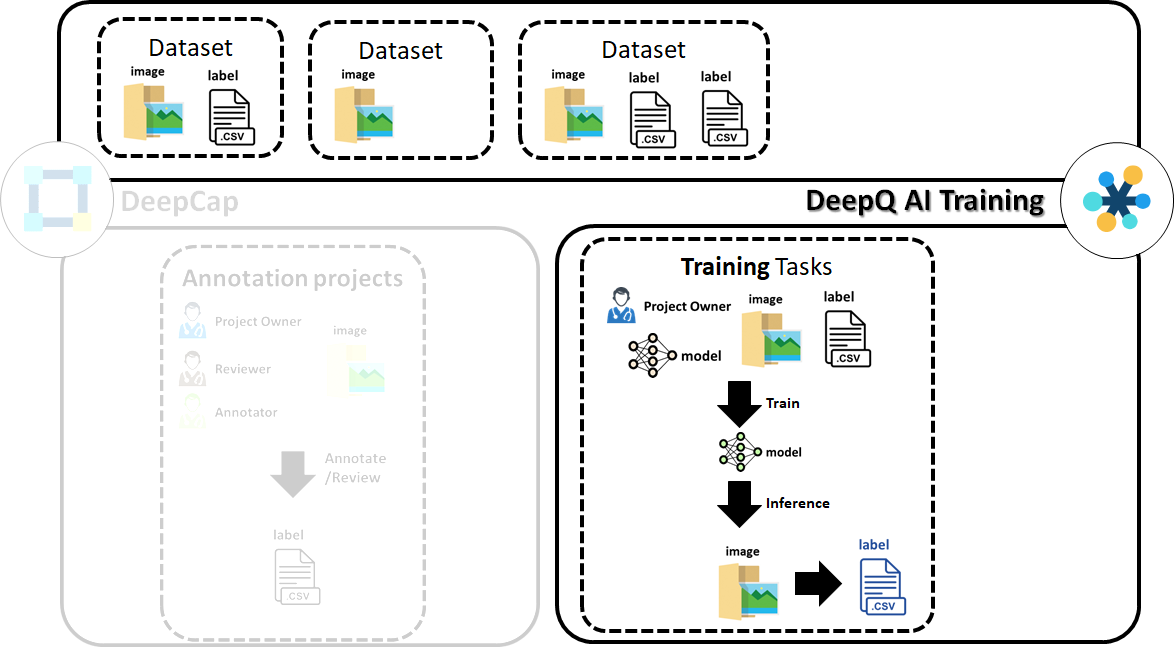 Dataset
image
label
.CSV
Dataset
image
Dataset
image
label
label
.CSV
.CSV
DeepCap
DeepQ AI Training
Annotation projects
Project Owner
image
Reviewer
Annotator
Annotate
/Review
label
.CSV
Training Tasks
Project Owner
image
label
.CSV
model
Train
model
Inference
image
label
.CSV